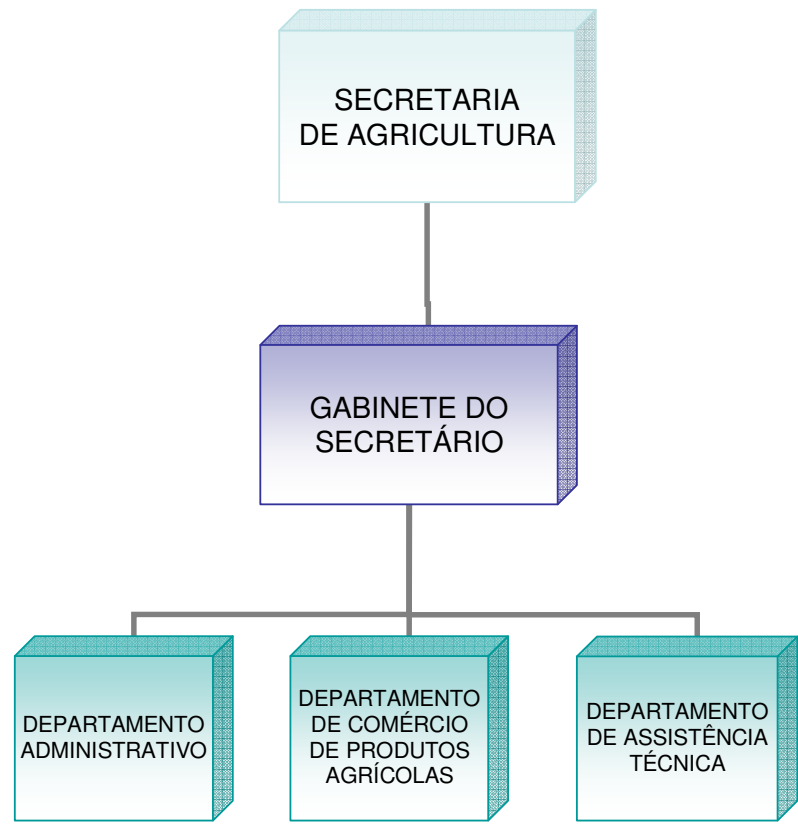 SECRETARIA
DE AGRICULTURA
GABINETE DO
SECRETÁRIO
DEPARTAMENTO
ADMINISTRATIVO
DEPARTAMENTO
DE COMÉRCIO
DE PRODUTOS
AGRÍCOLAS
DEPARTAMENTO
DE ASSISTÊNCIA
TÉCNICA